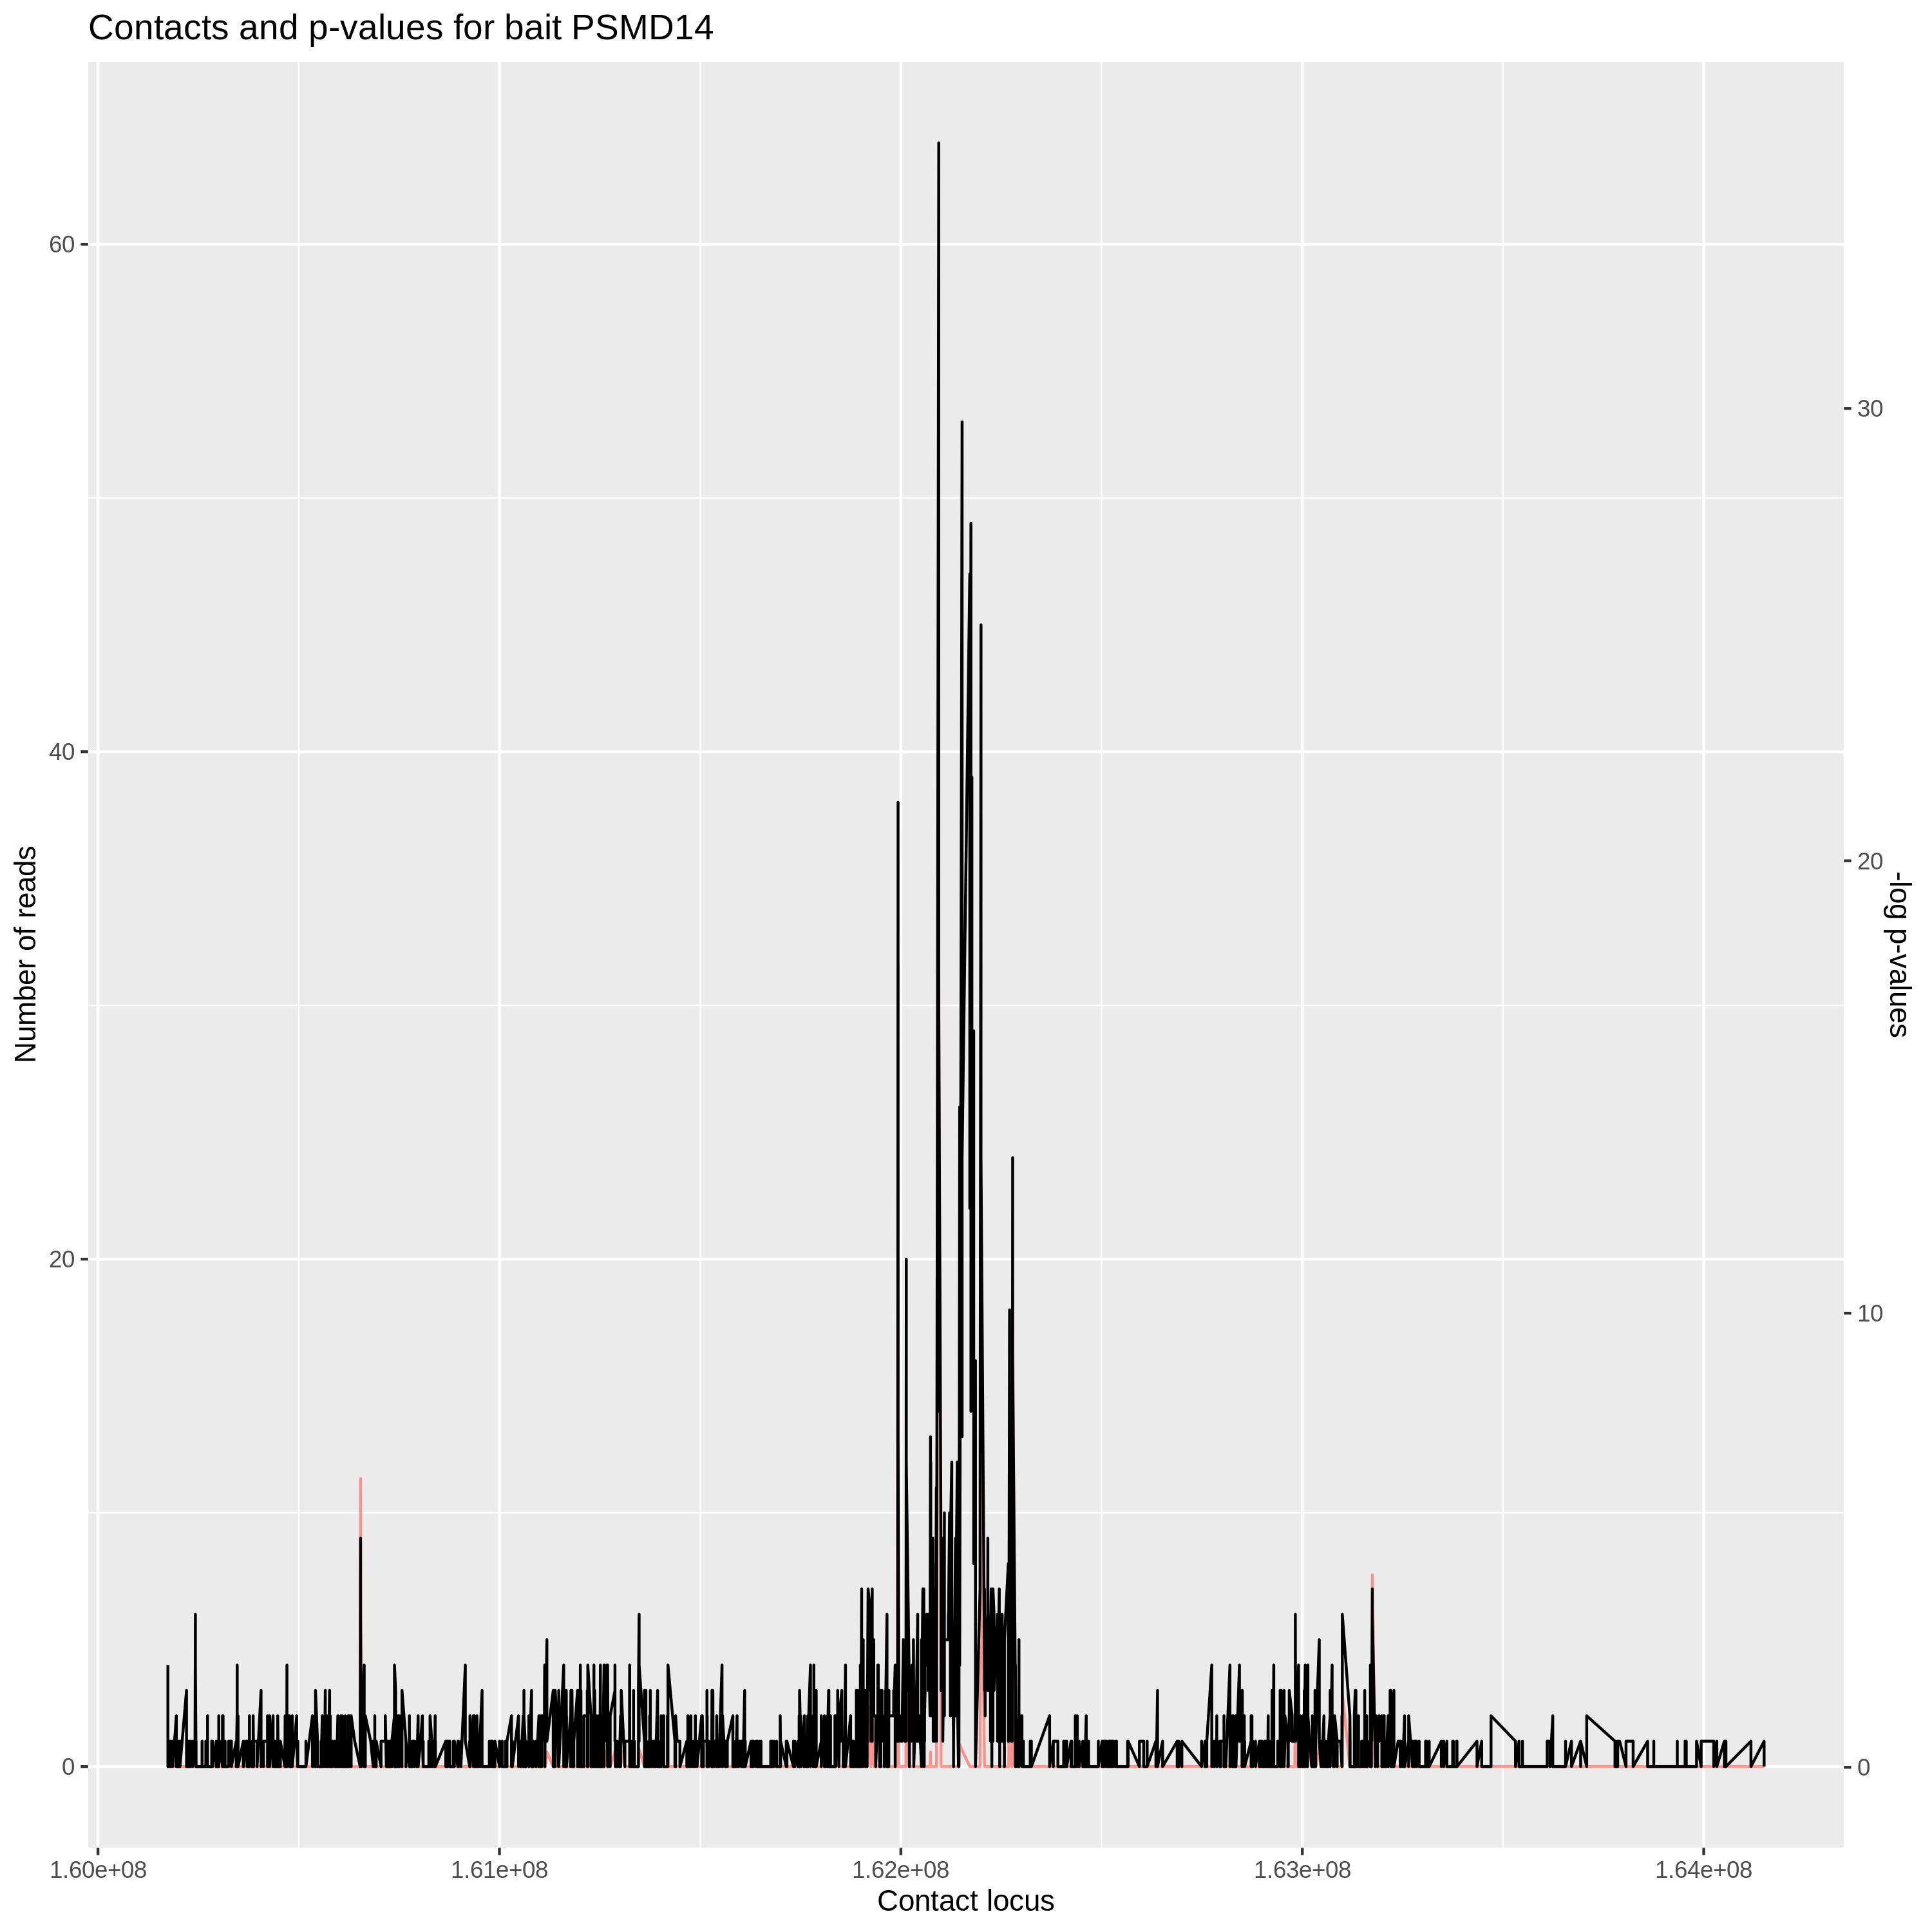 Contacts and p-values for bait PSMD14
60
40
20
0
Number of reads
30
20
10
0
-log p-values
1.60e+08 1.61e+08 1.62e+08 1.63e+08 1.64e+08
Contact locus